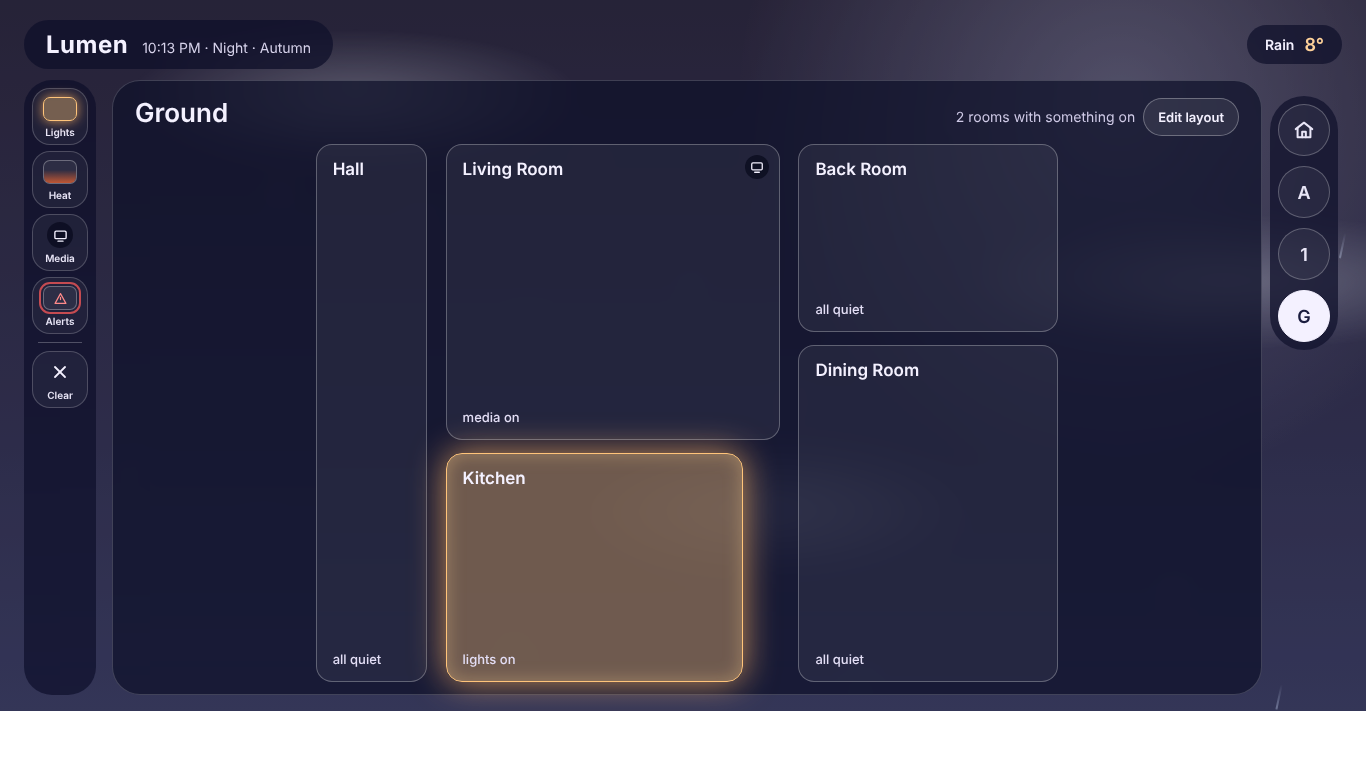 Lumen 10:13 PM · Night · Autumn
Rain 8°
Lights
Heat
Media
Alerts
Clear
Ground
2 rooms with something on
Edit layout
Hall
all quiet
Living Room
media on
Kitchen
lights on
Back Room
all quiet
Dining Room
all quiet
A
1
G